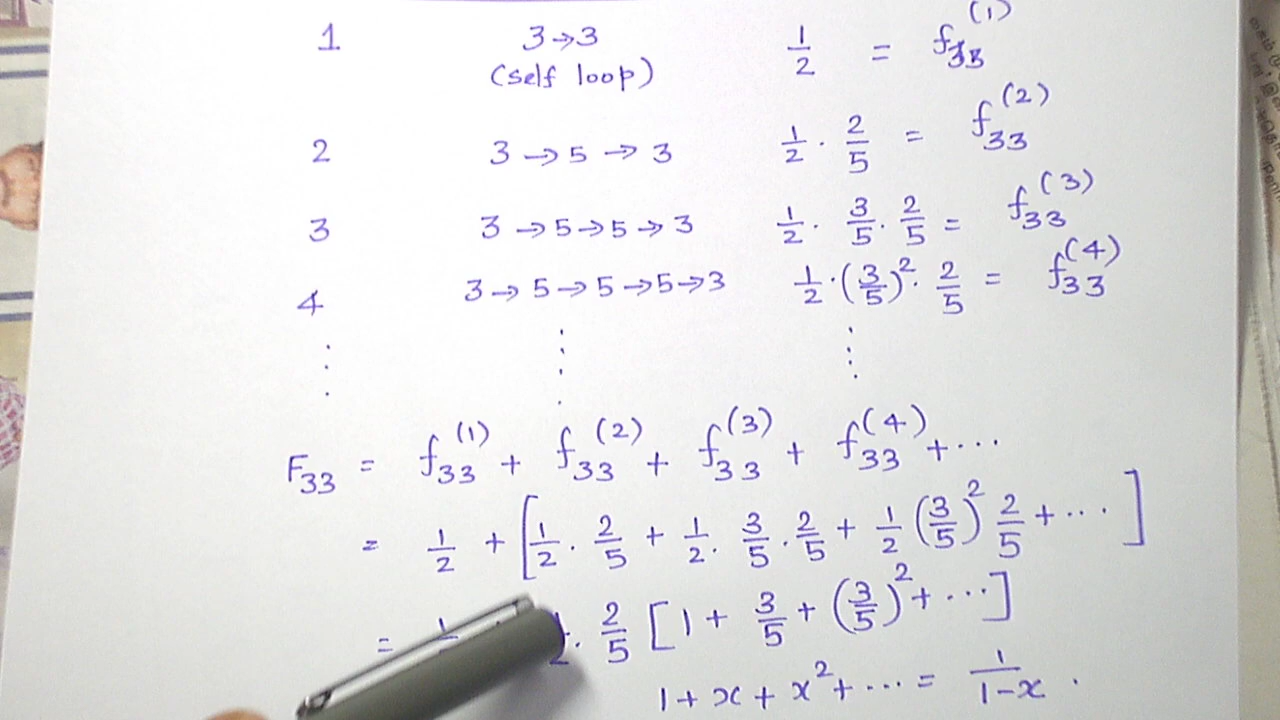 1 3→3 1/2 = f33^(1)
(self loop)
2 3→5→3 1/2 · 2/5 = f33^(2)
3 3→5→5→3 1/2 · 3/5 · 2/5 = f33^(3)
4 3→5→5→5→3 1/2 · (3/5)^2 · 2/5 = f33^(4)
⋮ ⋮ ⋮
F33 = f33^(1) + f33^(2) + f33^(3) + f33^(4) + ⋯
= 1/2 + [1/2 · 2/5 + 1/2 · 3/5 · 2/5 + 1/2 (3/5)^2 2/5 + ⋯]
= · 2/5 [1 + 3/5 + (3/5)^2 + ⋯]
1 + x + x^2 + ⋯ = 1/(1-x) .